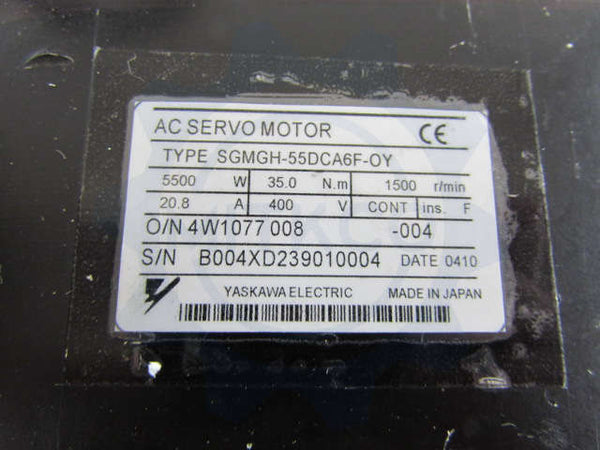 AC SERVO MOTOR CE
TYPE SGMGH-55DCA6F-OY
5500 W 35.0 N.m 1500 r/min
20.8 A 400 V CONT ins. F
O/N 4W1077 008 -004
S/N B004XD239010004 DATE 0410
YASKAWA ELECTRIC MADE IN JAPAN